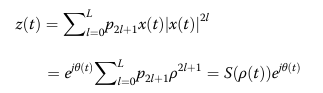 z(t) = ∑_{l=0}^{L} p_{2l+1} x(t)|x(t)|^{2l}
= e^{jθ(t)} ∑_{l=0}^{L} p_{2l+1} ρ^{2l+1} = S(ρ(t))e^{jθ(t)}